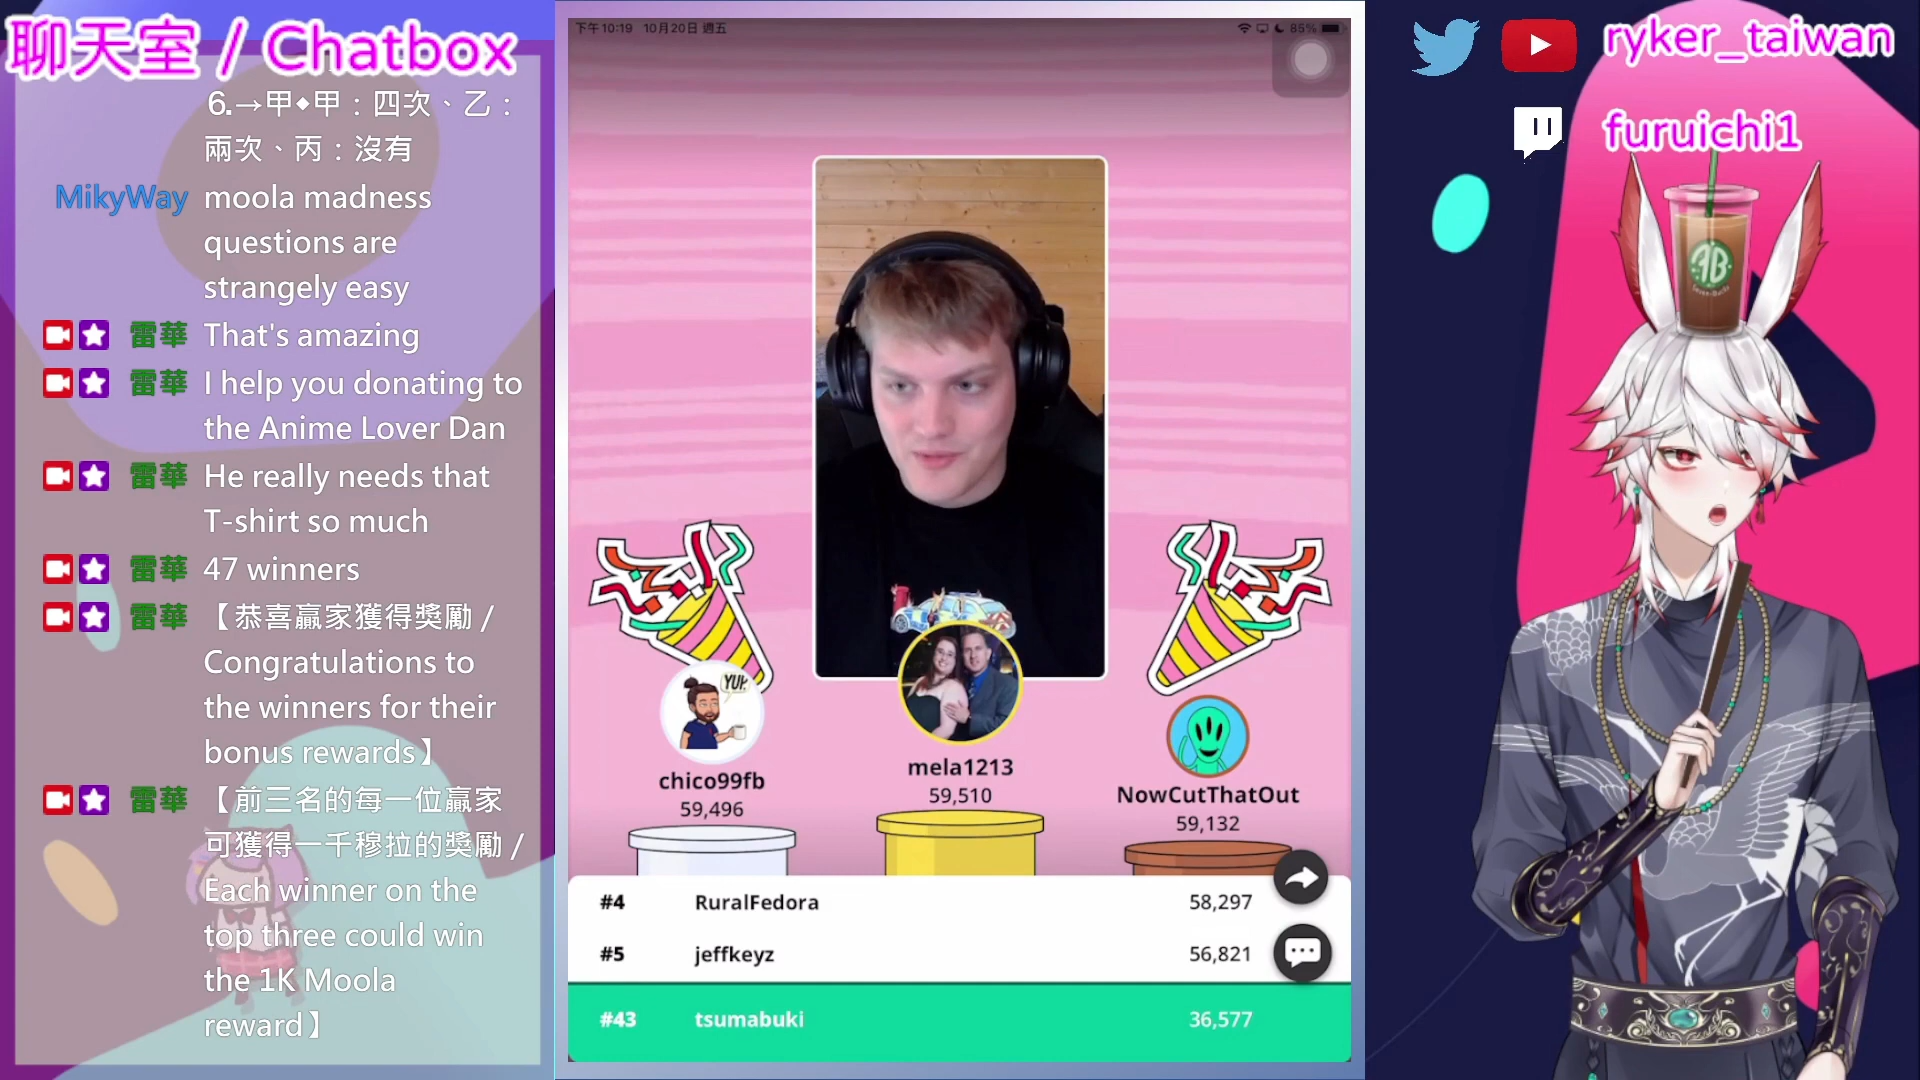 聊天室 / Chatbox
6.→甲◆甲：四次、乙：
兩次、丙：沒有
MikyWay moola madness
questions are
strangely easy
雷華 That's amazing
雷華 I help you donating to
the Anime Lover Dan
雷華 He really needs that
T-shirt so much
雷華 47 winners
雷華 【恭喜贏家獲得獎勵 /
Congratulations to
the winners for their
bonus rewards】
雷華 【前三名的每一位贏家
可獲得一千穆拉的獎勵 /
Each winner on the
top three could win
the 1K Moola
reward】
下午10:19 10月20日 週五
85%
YUP.
chico99fb
59,496
mela1213
59,510
NowCutThatOut
59,132
#4 RuralFedora 58,297
#5 jeffkeyz 56,821
#43 tsumabuki 36,577
ryker_taiwan
furuichi1